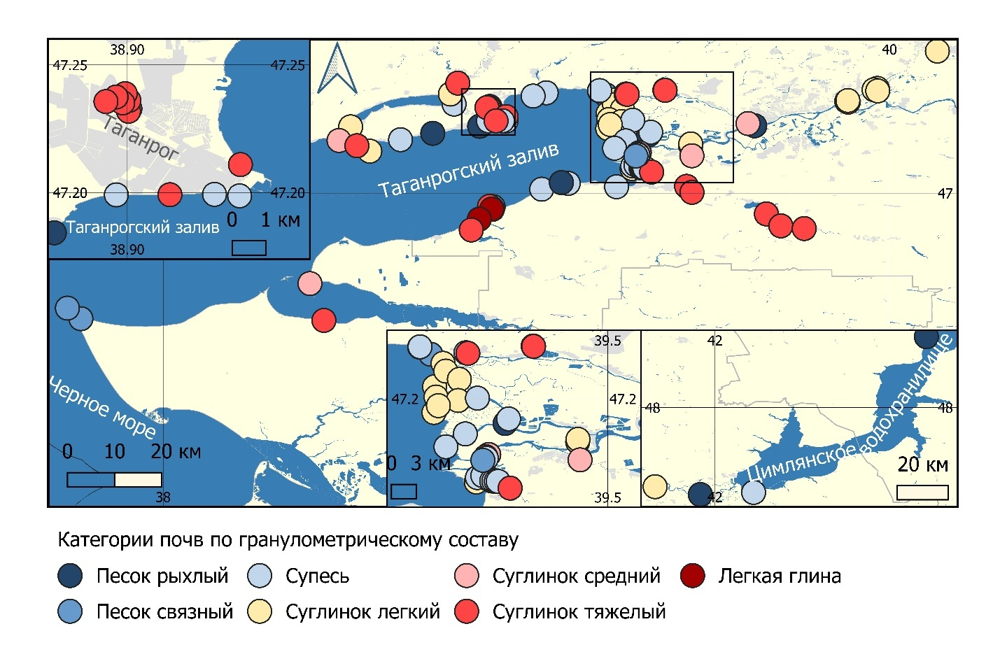 38.90
47.25
47.25
Таганрог
47.20
47.20
Таганрогский залив
0 1 км
38.90
40
Таганрогский залив
47
Черное море
0 10 20 км
38
39.5
47.2
47.2
0 3 км
39.5
42
48
48
Цимлянское водохранилище
20 км
42
Категории почв по гранулометрическому составу
Песок рыхлый
Супесь
Суглинок средний
Легкая глина
Песок связный
Суглинок легкий
Суглинок тяжелый